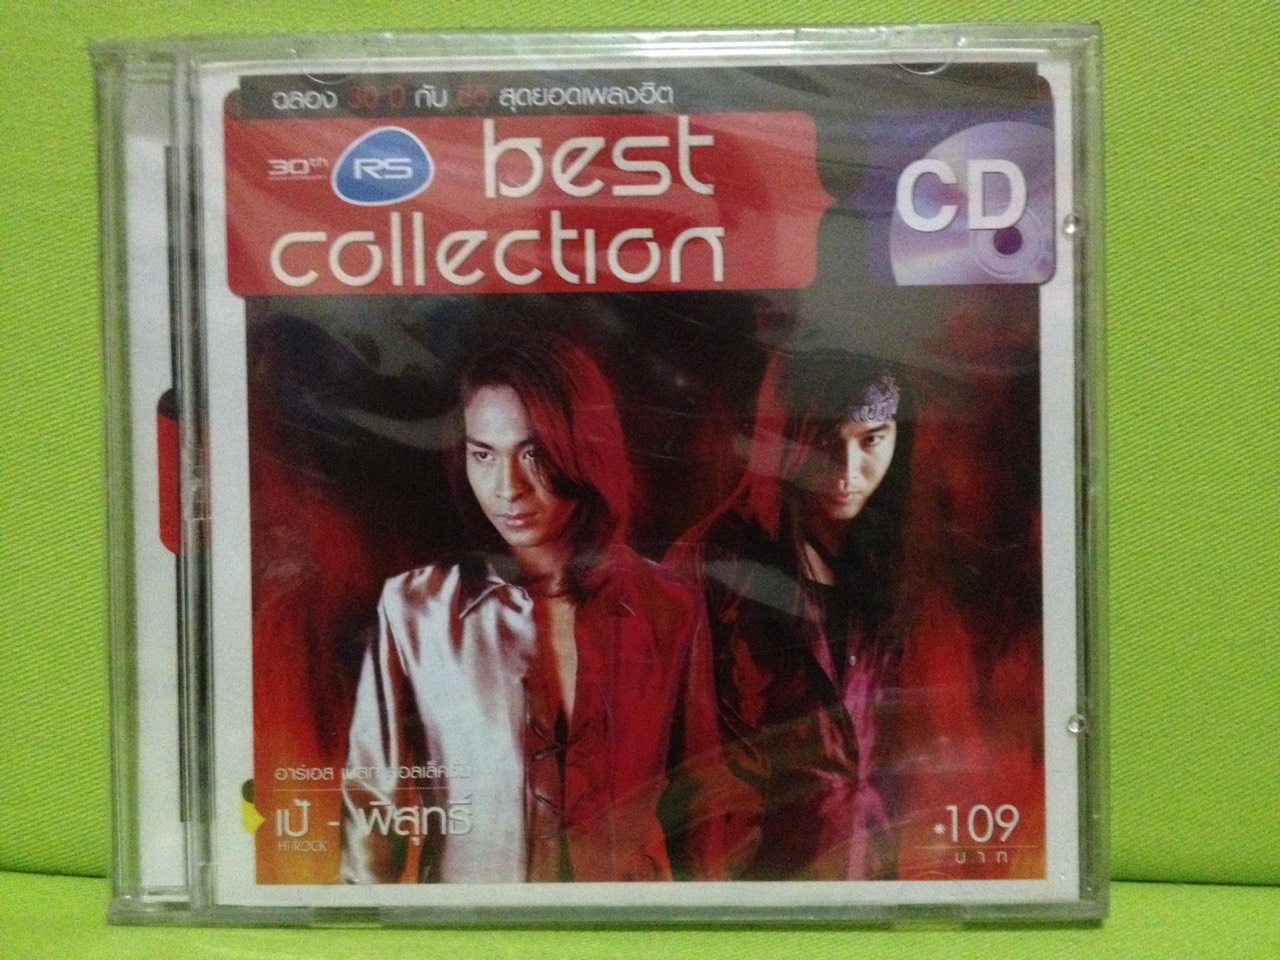 ฉลอง 30 ปี กับ ซีดี สุดยอดเพลงฮิต
30th RS best
collection
CD
อาร์เอส เบสท์ คอลเล็คชั่น
เป้ - พิสุทธิ์
HI-ROCK
*109
บาท